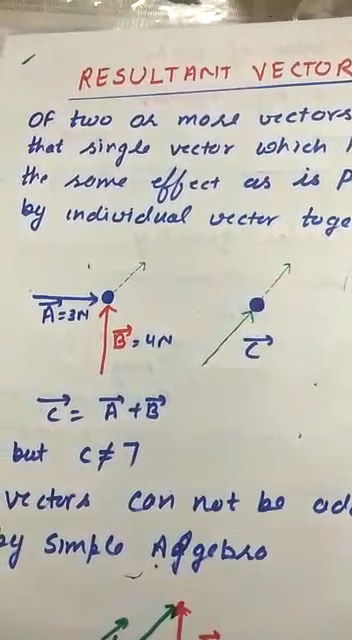 RESULTANT VECTOR
Of two or more vectors
that single vector which
the same effect as is
by individual vector toge
A⃗=3N
B⃗=4N
C⃗
C⃗ = A⃗+B⃗
but C≠7
vectors can not be
by simple Algebra